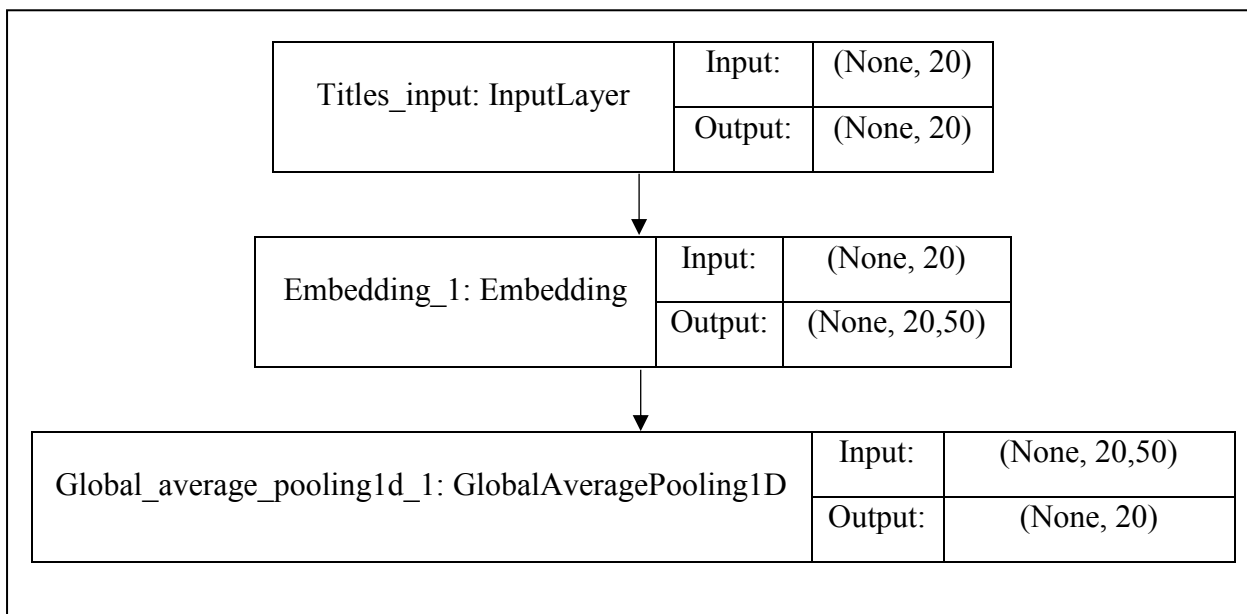 Titles_input: InputLayer
Input: (None, 20)
Output: (None, 20)
Embedding_1: Embedding
Input: (None, 20)
Output: (None, 20,50)
Global_average_pooling1d_1: GlobalAveragePooling1D
Input: (None, 20,50)
Output: (None, 20)